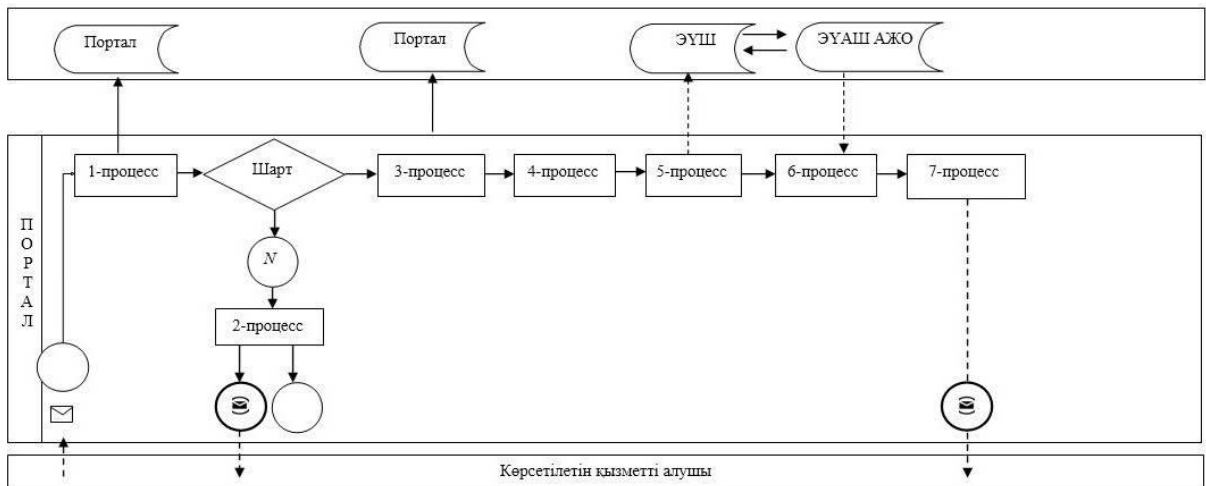 Портал
Портал
ЭҮШ
ЭҮАШ АЖО
1-процесс
Шарт
3-процесс
4-процесс
5-процесс
6-процесс
7-процесс
ПОРТАЛ
N
2-процесс
Көрсетілетін қызметті алушы